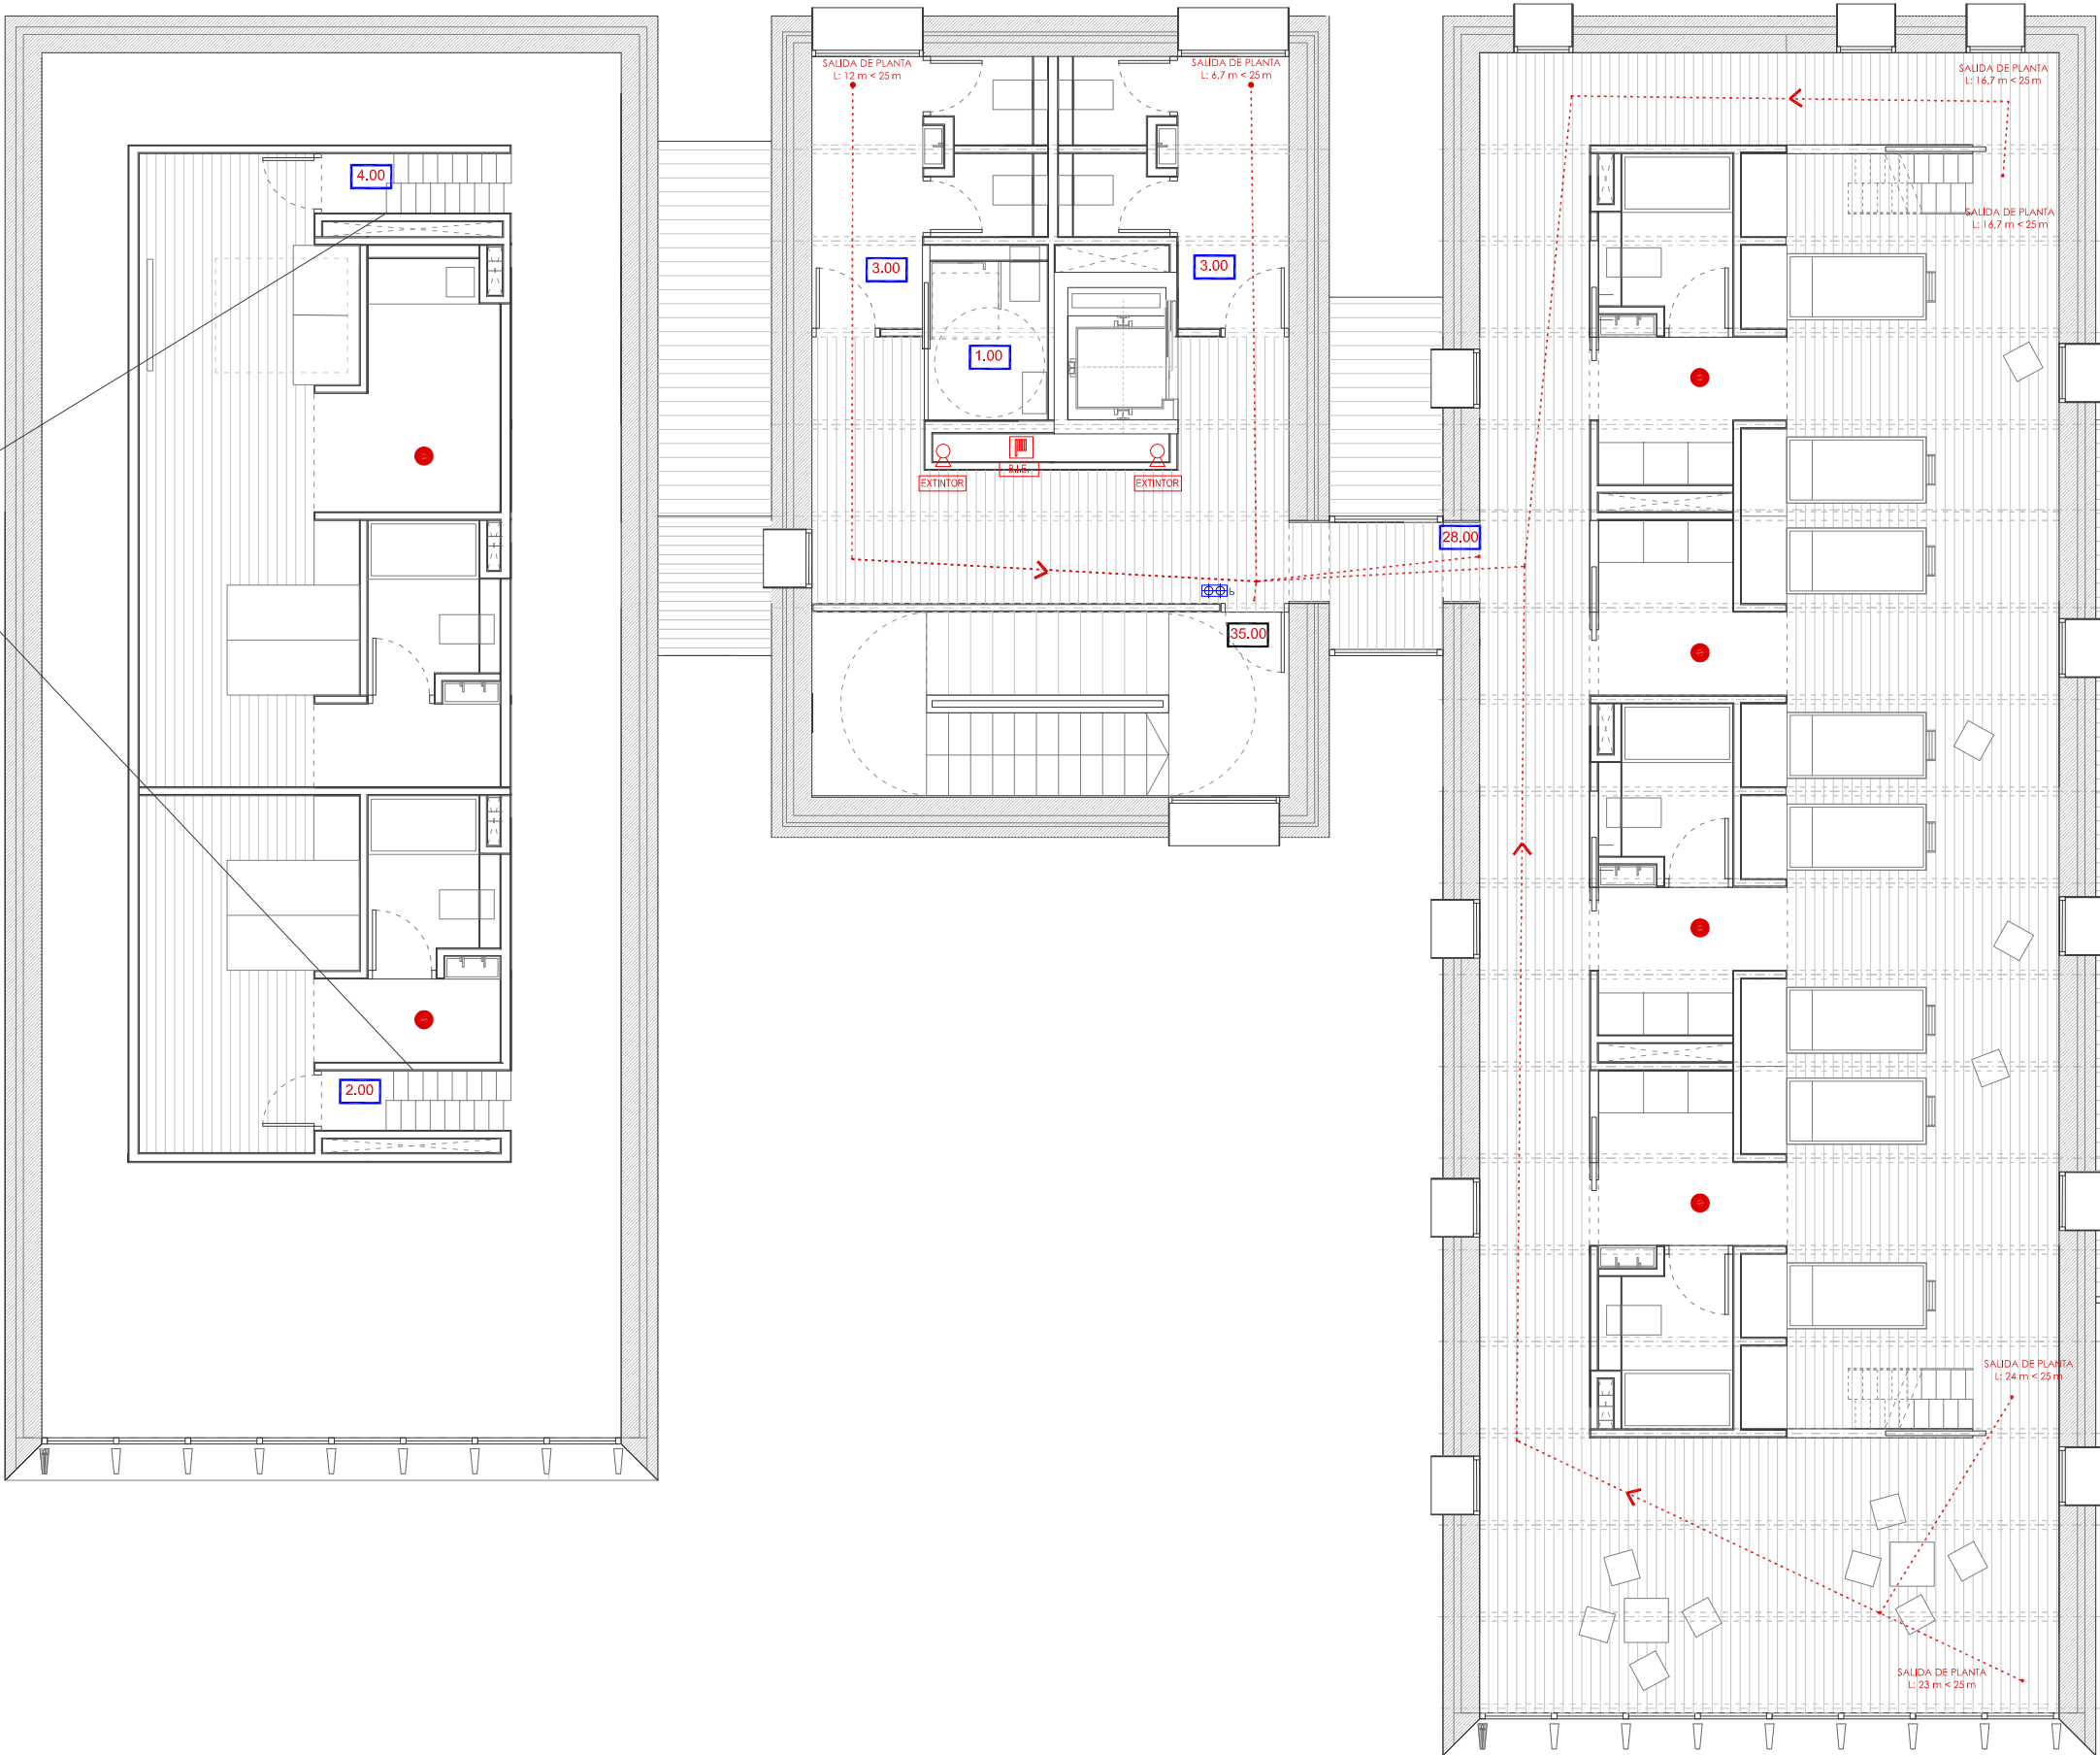 SALIDA DE PLANTA
L: 12 m < 25 m
SALIDA DE PLANTA
L: 6,7 m < 25 m
SALIDA DE PLANTA
L: 16,7 m < 25 m
4.00
SALIDA DE PLANTA
L: 16,7 m < 25 m
3.00
3.00
1.00
B.I.E.
EXTINTOR
EXTINTOR
28.00
35.00
2.00
SALIDA DE PLANTA
L: 24 m < 25 m
SALIDA DE PLANTA
L: 23 m < 25 m